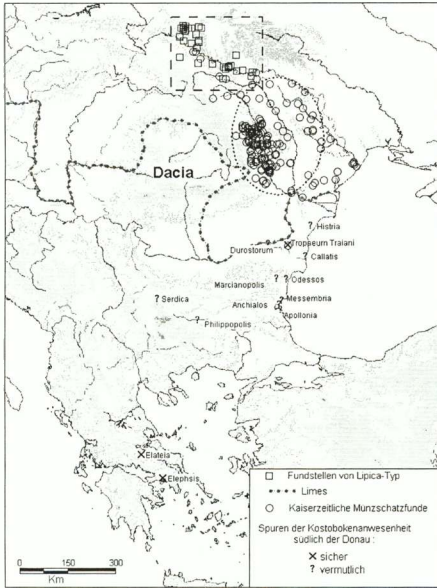 Dacia
Histria
Tropaeum Traiani
Durostorum
Callatis
Marcianopolis
? ? Odessos
? Serdica
? Messembria
Anchialos
Apollonia
? Philippopolis
Elateia
Elephsis
Fundstellen von Lipica-Typ
Limes
Kaiserzeitliche Münzschatzfunde
Spuren der Kostobokenanwesenheit
südlich der Donau :
× sicher
? vermutlich
0 150 300
Km